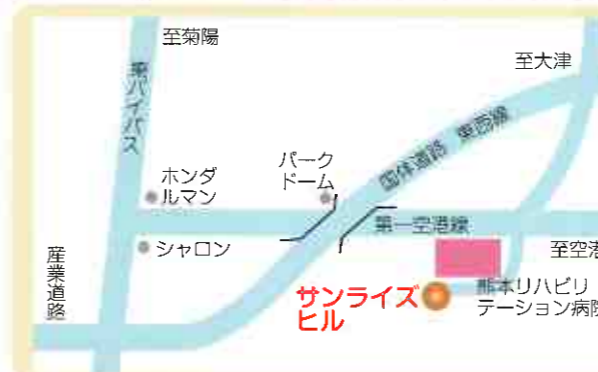 至菊陽
至大津
東バイパス
国体道路 東西線
パーク
ドーム
ホンダ
ルマン
第一空港線
シャロン
至空港
産業道路
サンライズ
ヒル
熊本リハビリ
テーション病院